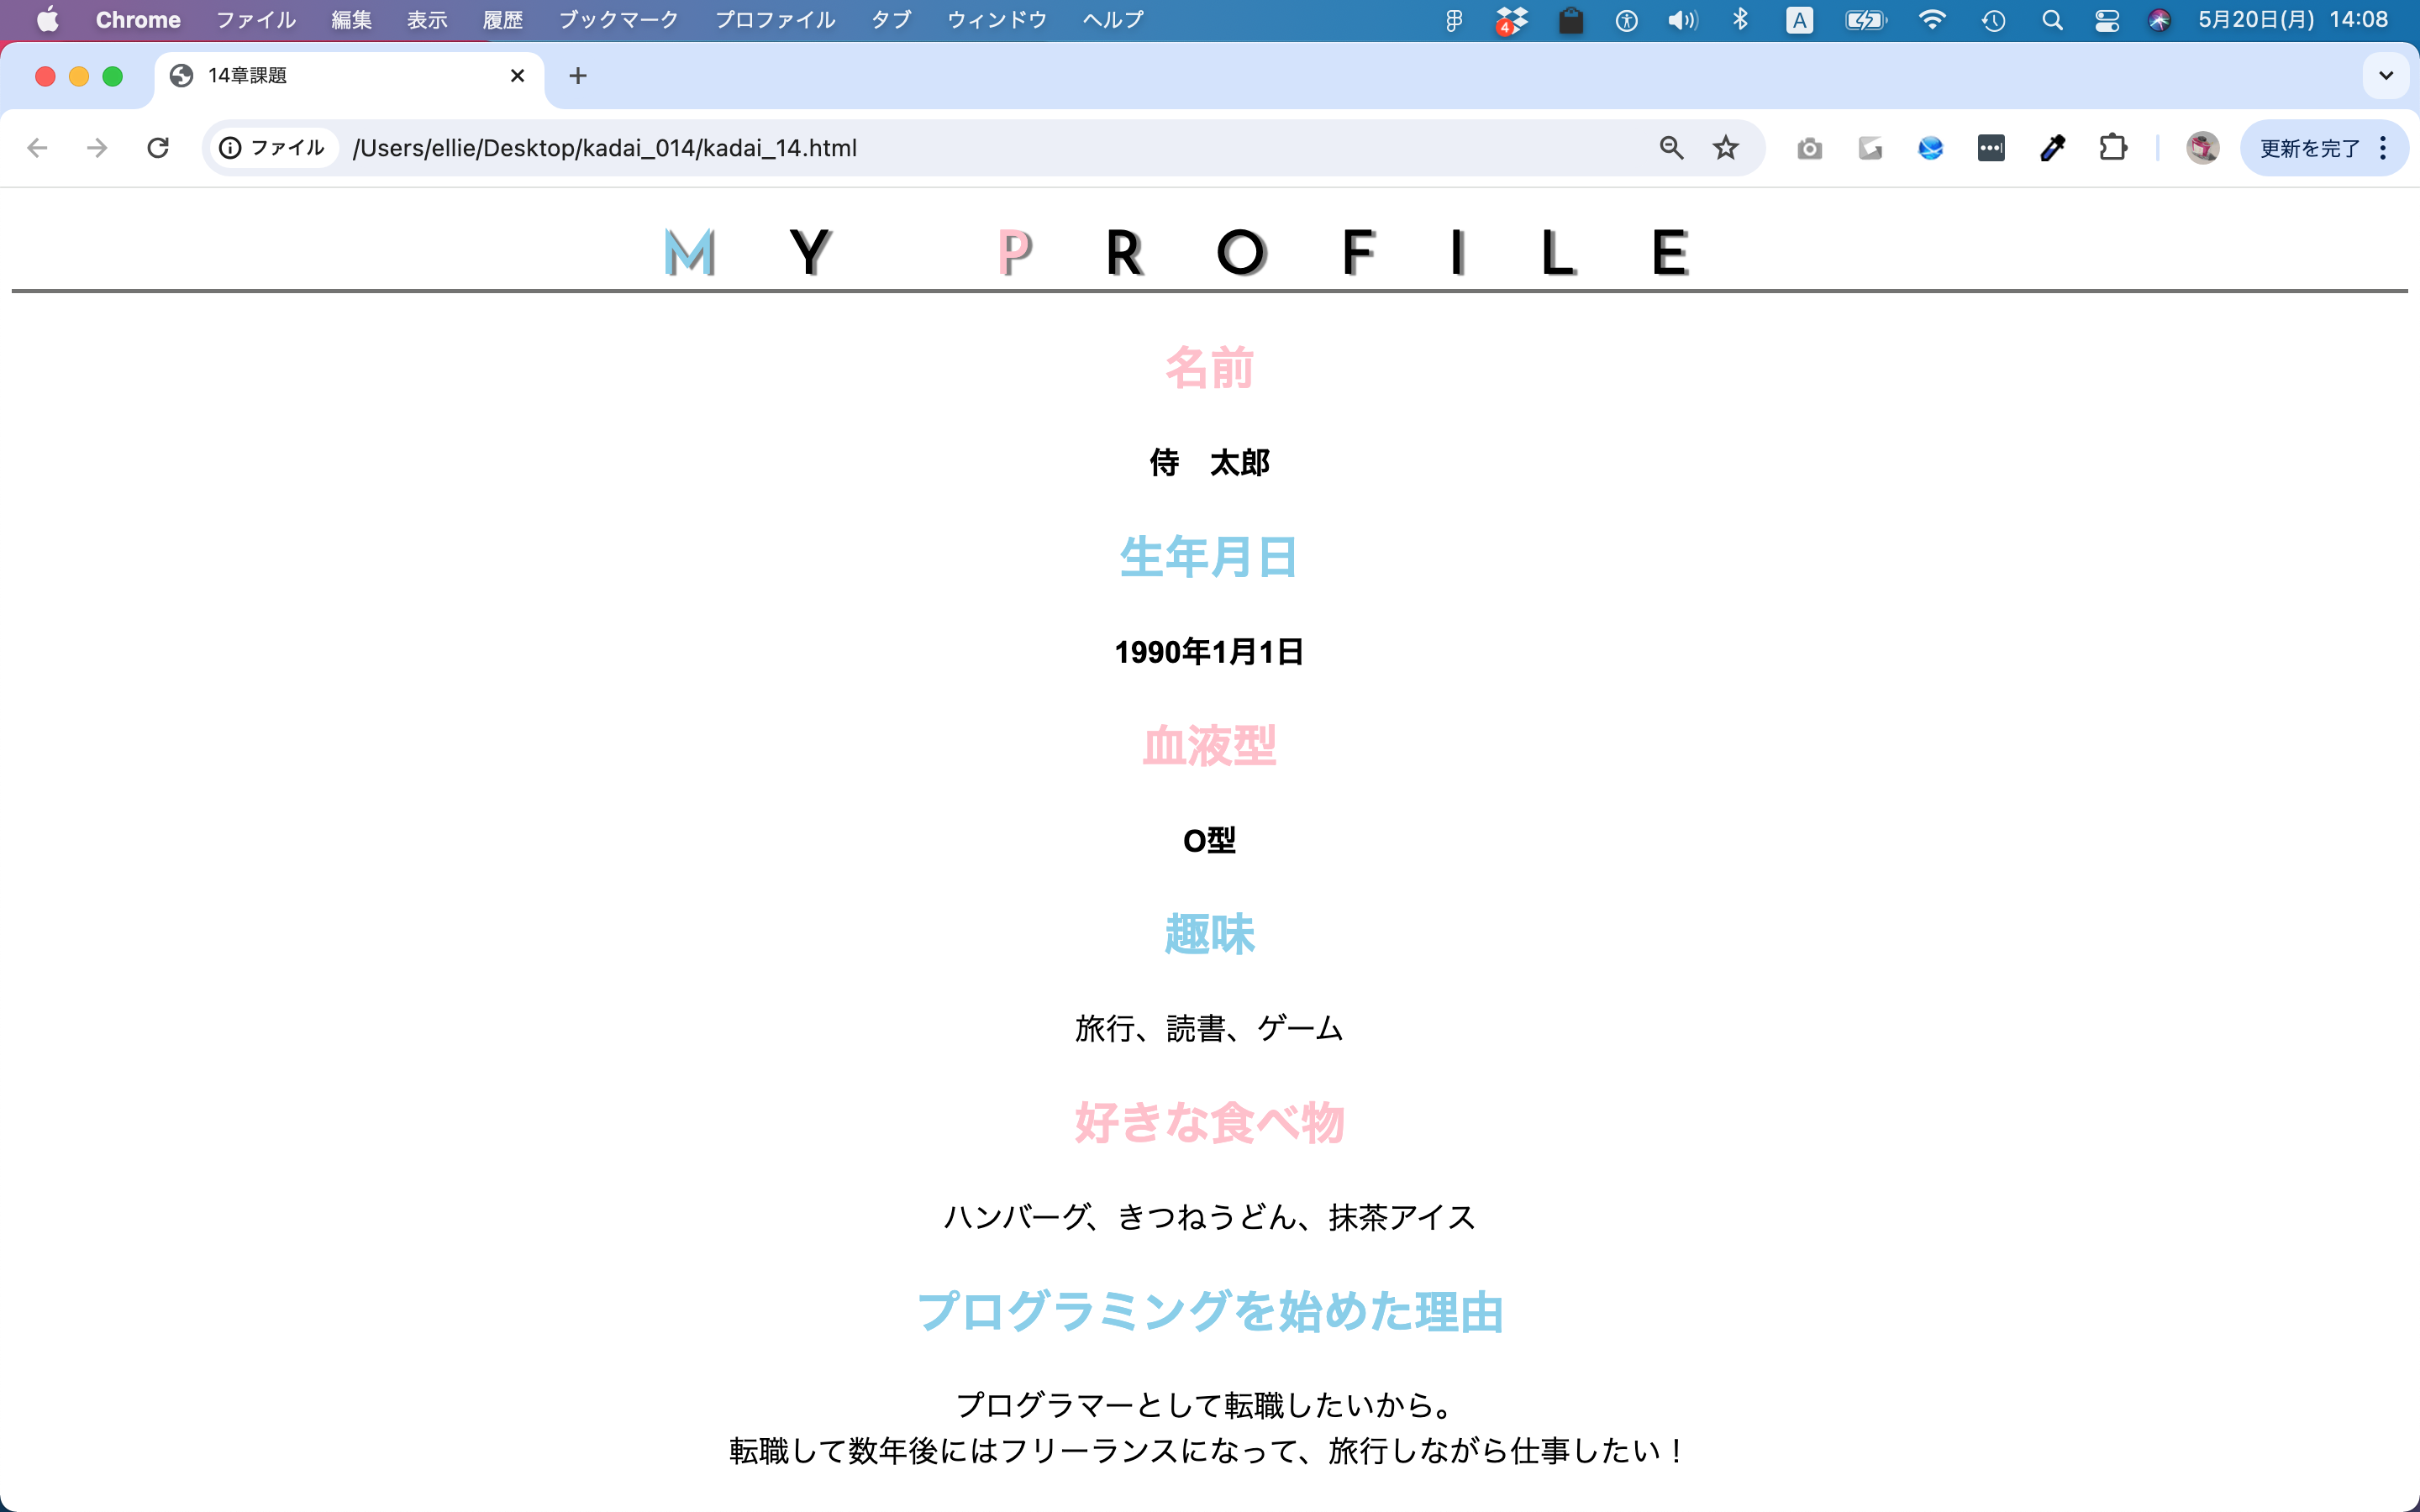 Chrome ファイル 編集 表示 履歴 ブックマーク プロファイル タブ ウィンドウ ヘルプ 4 A 5月20日(月) 14:08
14章課題
ファイル /Users/ellie/Desktop/kadai_014/kadai_14.html 更新を完了
MY PROFILE
名前
侍　太郎
生年月日
1990年1月1日
血液型
O型
趣味
旅行、読書、ゲーム
好きな食べ物
ハンバーグ、きつねうどん、抹茶アイス
プログラミングを始めた理由
プログラマーとして転職したいから。
転職して数年後にはフリーランスになって、旅行しながら仕事したい！